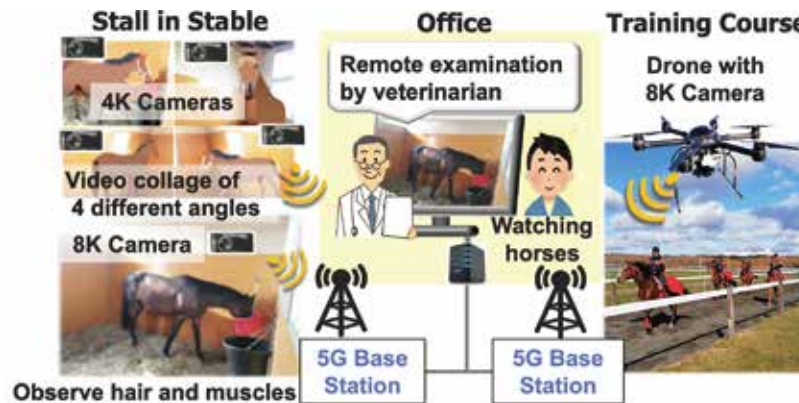 Stall in Stable
4K Cameras
Video collage of
4 different angles
8K Camera
Observe hair and muscles
Office
Remote examination
by veterinarian
Watching
horses
5G Base
Station
5G Base
Station
Training Course
Drone with
8K Camera